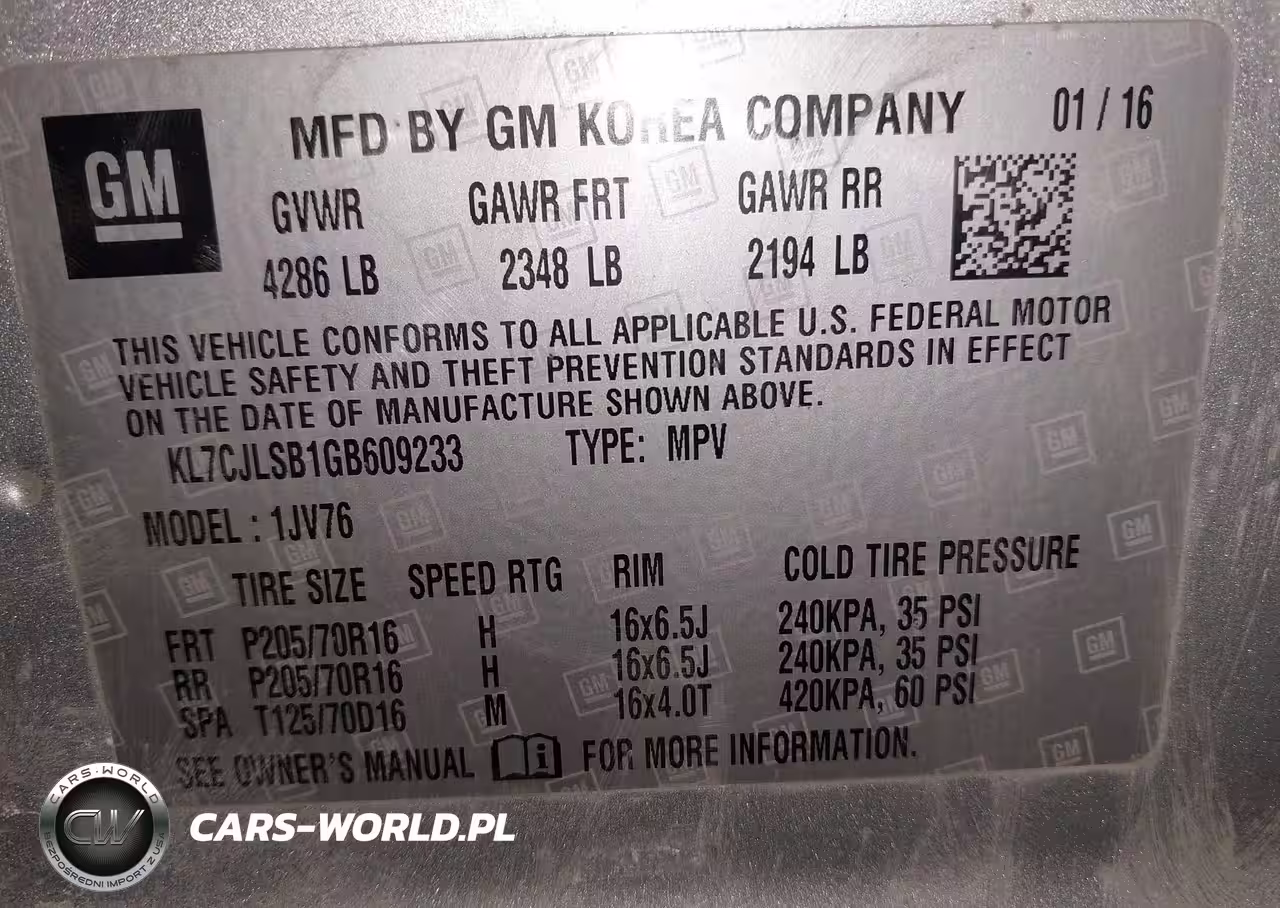 GM
MFD BY GM KOREA COMPANY 01 / 16
GVWR GAWR FRT GAWR RR
4286 LB 2348 LB 2194 LB
THIS VEHICLE CONFORMS TO ALL APPLICABLE U.S. FEDERAL MOTOR
VEHICLE SAFETY AND THEFT PREVENTION STANDARDS IN EFFECT
ON THE DATE OF MANUFACTURE SHOWN ABOVE.
KL7CJLSB1GB609233 TYPE: MPV
MODEL : 1JV76
TIRE SIZE SPEED RTG RIM COLD TIRE PRESSURE
FRT P205/70R16 H 16x6.5J 240KPA, 35 PSI
RR P205/70R16 H 16x6.5J 240KPA, 35 PSI
SPA T125/70D16 M 16x4.0T 420KPA, 60 PSI
SEE OWNER'S MANUAL i FOR MORE INFORMATION.
CARS-WORLD
CW
BEZPOŚREDNI IMPORT Z USA
CARS-WORLD.PL